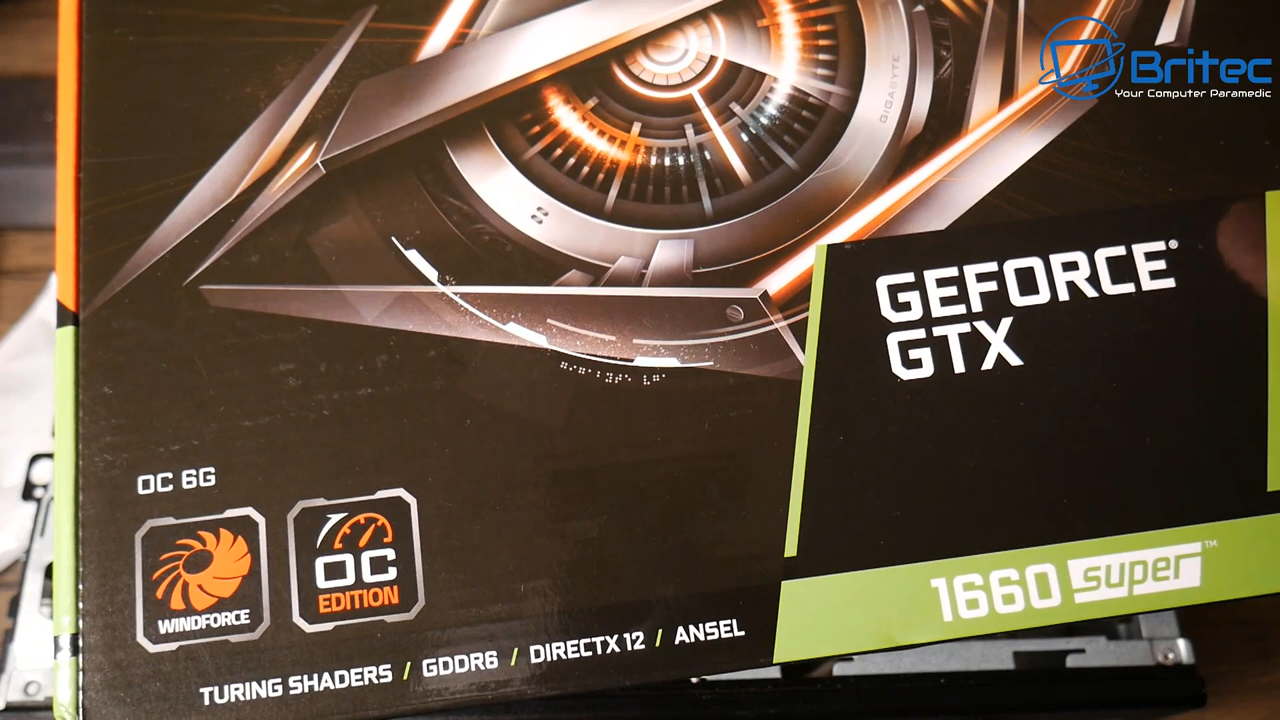 Britec
Your Computer Paramedic
GIGABYTE
GEFORCE®
GTX
1660 super™
OC 6G
WINDFORCE
OC
EDITION
TURING SHADERS / GDDR6 / DIRECTX 12 / ANSEL